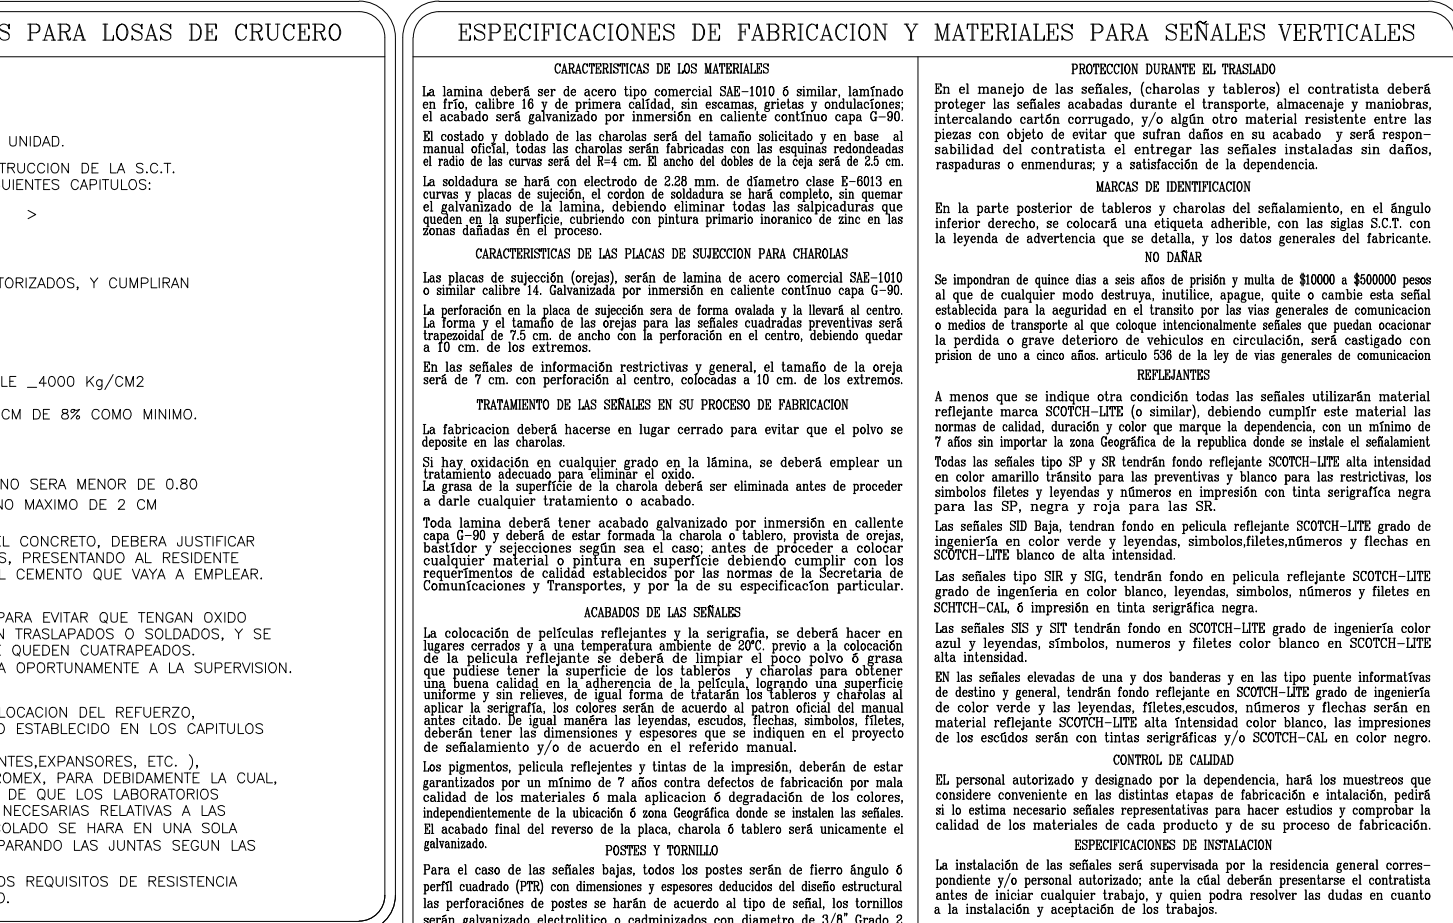 S PARA LOSAS DE CRUCERO
UNIDAD.
TRUCCION DE LA S.C.T.
UIENTES CAPITULOS:
>
TORIZADOS, Y CUMPLIRAN
LE _4000 Kg/CM2
CM DE 8% COMO MINIMO.
NO SERA MENOR DE 0.80
NO MAXIMO DE 2 CM
EL CONCRETO, DEBERA JUSTIFICAR
S, PRESENTANDO AL RESIDENTE
L CEMENTO QUE VAYA A EMPLEAR.
PARA EVITAR QUE TENGAN OXIDO
N TRASLAPADOS O SOLDADOS, Y SE
E QUEDEN CUATRAPEADOS.
A OPORTUNAMENTE A LA SUPERVISION.
LOCACION DEL REFUERZO,
O ESTABLECIDO EN LOS CAPITULOS
NTES,EXPANSORES, ETC. ),
ROMEX, PARA DEBIDAMENTE LA CUAL,
DE QUE LOS LABORATORIOS
NECESARIAS RELATIVAS A LAS
COLADO SE HARA EN UNA SOLA
PARANDO LAS JUNTAS SEGUN LAS
OS REQUISITOS DE RESISTENCIA
O.
ESPECIFICACIONES DE FABRICACION Y MATERIALES PARA SEÑALES VERTICALES
CARACTERISTICAS DE LOS MATERIALES
La lamina deberá ser de acero tipo comercial SAE-1010 ó similar, lamínado
en frío, calibre 16 y de primera calídad, sin escamas, grietas y ondulaciones;
el acabado será galvanizado por inmersión en caliente contínuo capa G-90.
El costado y doblado de las charolas será del tamaño solicitado y en base al
manual oficíal, todas las charolas serán fabricadas con las esquinas redondeadas
el radio de las curvas será del R=4 cm. El ancho del dobles de la ceja será de 2.5 cm.
La soldadura se hará con electrodo de 2.28 mm. de díametro clase E-6013 en
curvas y placas de sujeción, el cordon de soldadura se hará completo, sin quemar
el galvanizado de la lamina, debiendo eliminar todas las salpicaduras que
queden en la superficie, cubriendo con pintura primario inoranico de zinc en las
zonas dañadas en el proceso.
CARACTERISTICAS DE LAS PLACAS DE SUJECCION PARA CHAROLAS
Las placas de sujección (orejas), serán de lamina de acero comercial SAE-1010
o similar calibre 14. Galvanizada por inmersión en caliente contínuo capa G-90.
La perforación en la placa de sujección sera de forma ovalada y la llevará al centro.
La forma y el tamaño de las orejas para las señales cuadradas preventivas será
trapezoidal de 7.5 cm. de ancho con la perforación en el centro, debiendo quedar
a 10 cm. de los extremos.
En las señales de información restrictivas y general, el tamaño de la oreja
será de 7 cm. con perforación al centro, colocadas a 10 cm. de los extremos.
TRATAMIENTO DE LAS SEÑALES EN SU PROCESO DE FABRICACION
La fabricacion deberá hacerse en lugar cerrado para evitar que el polvo se
deposite en las charolas.
Si hay oxidación en cualquier grado en la lámina, se deberá emplear un
tratamiento adecuado para eliminar el oxido.
La grasa de la superfície de la charola deberá ser eliminada antes de proceder
a darle cualquier tratamiento o acabado.
Toda lamina deberá tener acabado galvanizado por inmersión en callente
capa G-90 y deberá de estar formada la charola o tablero, provista de orejas,
bastidor y sejecciones según sea el caso; antes de proceder a colocar
cualquier material o pintura en superfície debiendo cumplir con los
requerimentos de calidad establecidos por las normas de la Secretaria de
Comunicaciones y Transportes, y por la de su especificacion particular.
ACABADOS DE LAS SEÑALES
La colocación de películas reflejantes y la serigrafia, se deberá hacer en
lugares cerrados y a una temperatura ambiente de 20°C. previo a la colocación
de la pelicula reflejante se deberá de limpiar el poco polvo ó grasa
que pudiese tener la superficie de los tableros y charolas para obtener
una buena calidad en la adherencia de la película, logrando una superficie
uniforme y sin relieves, de igual forma de tratarán los tableros y charolas al
aplicar la serigrafía, los colores serán de acuerdo al patron oficial del manual
antes citado. De igual manéra las leyendas, escudos, flechas, simbolos, fíletes,
deberán tener las dimensiones y espesores que se indiquen en el proyecto
de señalamiento y/o de acuerdo en el referido manual.
Los pigmentos, pelicula reflejentes y tintas de la impresión, deberán de estar
garantizados por un mínimo de 7 años contra defectos de fabricación por mala
calidad de los materiales ó mala aplicacion ó degradación de los colores,
independientemente de la ubicación ó zona Geográfica donde se instalen las señales.
El acabado final del reverso de la placa, charola ó tablero será unicamente el
galvanizado.
POSTES Y TORNILLO
Para el caso de las señales bajas, todos los postes serán de fierro ángulo ó
perfil cuadrado (PTR) con dimensiones y espesores deducidos del diseño estructural
las perforaciónes de postes se harán de acuerdo al tipo de señal, los tornillos
serán galvanizado electrolitico o cadminizados con diametro de 3/8" Grado 2
PROTECCION DURANTE EL TRASLADO
En el manejo de las señales, (charolas y tableros) el contratista deberá
proteger las señales acabadas durante el transporte, almacenaje y maniobras,
intercalando cartón corrugado, y/o algún otro material resistente entre las
piezas con objeto de evitar que sufran daños en su acabado y será respon-
sabilidad del contratista el entregar las señales instaladas sin daños,
raspaduras o enmenduras; y a satisfacción de la dependencia.
MARCAS DE IDENTIFICACION
En la parte posterior de tableros y charolas del señalamiento, en el ángulo
inferior derecho, se colocará una etiqueta adherible, con las siglas S.C.T. con
la leyenda de advertencia que se detalla, y los datos generales del fabricante.
NO DAÑAR
Se impondran de quince dias a seis años de prisión y multa de $10000 a $500000 pesos
al que de cualquier modo destruya, inutilice, apague, quite o cambie esta señal
establecida para la aeguridad en el transito por las vias generales de comunicacion
o medios de transporte al que coloque intencionalmente señales que puedan ocacionar
la perdida o grave deterioro de vehiculos en circulación, será castigado con
prision de uno a cinco años. articulo 536 de la ley de vias generales de comunicacion
REFLEJANTES
A menos que se indique otra condición todas las señales utilizarán material
reflejante marca SCOTCH-LITE (o similar), debiendo cumplir este material las
normas de calidad, duración y color que marque la dependencia, con un mínimo de
7 años sin importar la zona Geográfica de la republica donde se instale el señalamient
Todas las señales tipo SP y SR tendrán fondo reflejante SCOTCH-LITE alta intensidad
en color amarillo tránsito para las preventivas y blanco para las restrictivas, los
simbolos filetes y leyendas y números en impresión con tinta serigrafíca negra
para las SP, negra y roja para las SR.
Las señales SID Baja, tendran fondo en pelicula reflejante SCOTCH-LITE grado de
ingeniería en color verde y leyendas, simbolos,filetes,números y flechas en
SCOTCH-LITE blanco de alta intensidad.
Las señales tipo SIR y SIG, tendrán fondo en pelicula reflejante SCOTCH-LITE
grado de ingeníeria en color blanco, leyendas, simbolos, números y filetes en
SCHTCH-CAL, ó impresión en tinta serigráfica negra.
Las señales SIS y SIT tendrán fondo en SCOTCH-LITE grado de ingeniería color
azul y leyendas, símbolos, numeros y filetes color blanco en SCOTCH-LITE
alta intensidad.
EN las señales elevadas de una y dos banderas y en las tipo puente informatívas
de destino y general, tendrán fondo reflejante en SCOTCH-LITE grado de ingeniería
de color verde y las leyendas, filetes,escudos, números y flechas serán en
material reflejante SCOTCH-LITE alta intensidad color blanco, las impresiones
de los escúdos serán con tintas serigráficas y/o SCOTCH-CAL en color negro.
CONTROL DE CALIDAD
EL personal autorizado y designado por la dependencia, hará los muestreos que
considere conveniente en las distintas etapas de fabricación e intalación, pedirá
si lo estima necesario señales representativas para hacer estudios y comprobar la
calidad de los materiales de cada producto y de su proceso de fabricación.
ESPECIFICACIONES DE INSTALACION
La instalación de las señales será supervisada por la residencia general corres-
pondiente y/o personal autorizado; ante la cúal deberán presentarse el contratista
antes de iniciar cualquier trabajo, y quien podra resolver las dudas en cuanto
a la instalación y aceptación de los trabajos.